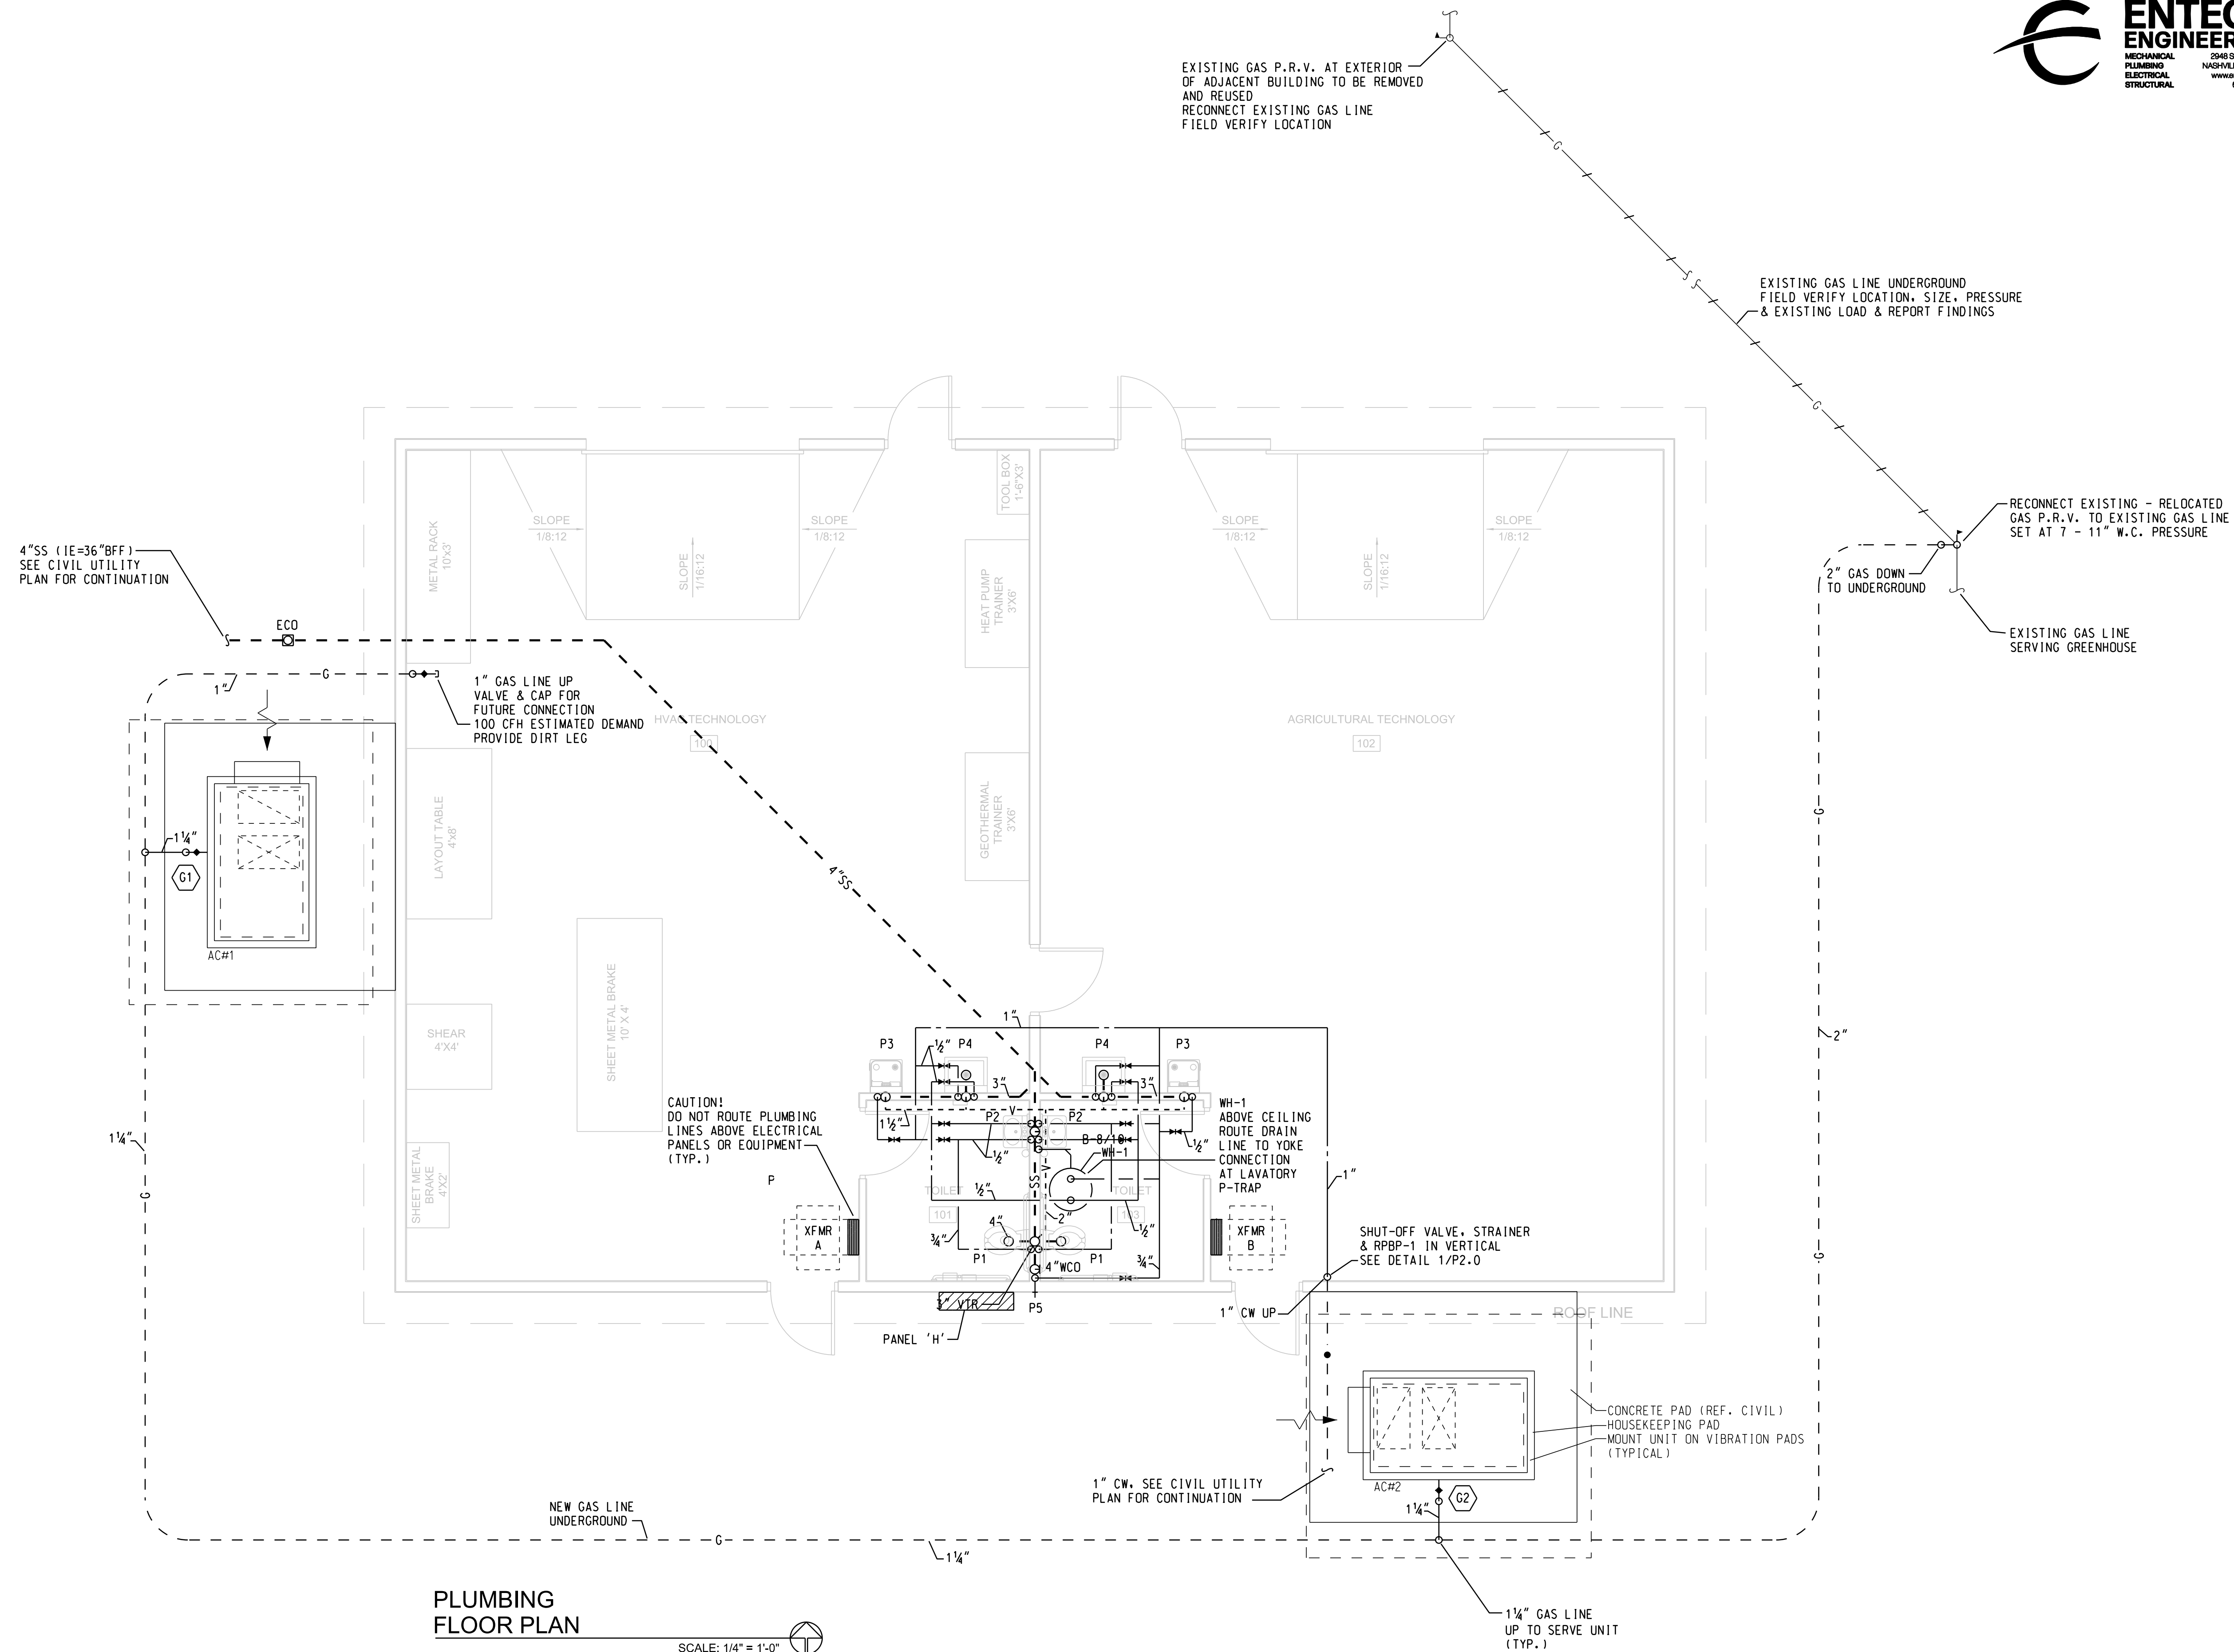 ENTEC
ENGINEER
MECHANICAL
PLUMBING
ELECTRICAL
STRUCTURAL
2948 S
NASHVIL
EXISTING GAS P.R.V. AT EXTERIOR
OF ADJACENT BUILDING TO BE REMOVED
AND REUSED
RECONNECT EXISTING GAS LINE
FIELD VERIFY LOCATION
G
EXISTING GAS LINE UNDERGROUND
FIELD VERIFY LOCATION, SIZE, PRESSURE
& EXISTING LOAD & REPORT FINDINGS
G
RECONNECT EXISTING - RELOCATED
GAS P.R.V. TO EXISTING GAS LINE
SET AT 7 - 11" W.C. PRESSURE
2" GAS DOWN
TO UNDERGROUND
EXISTING GAS LINE
SERVING GREENHOUSE
4"SS (IE=36"BFF)
SEE CIVIL UTILITY
PLAN FOR CONTINUATION
ECO
G
1"
1" GAS LINE UP
VALVE & CAP FOR
FUTURE CONNECTION
100 CFH ESTIMATED DEMAND
PROVIDE DIRT LEG
METAL RACK
10'x3'
SLOPE
1/8:12
SLOPE
1/16:12
SLOPE
1/8:12
TOOL BOX
1'-6"X3'
HEAT PUMP
TRAINER
3'X6'
SLOPE
1/8:12
SLOPE
1/16:12
SLOPE
1/8:12
HVAC TECHNOLOGY
100
AGRICULTURAL TECHNOLOGY
102
GEOTHERMAL
TRAINER
3'X6'
LAYOUT TABLE
4'x8'
1¼"
G1
AC#1
4"SS
G
2"
G
SHEAR
4'X4'
SHEET METAL BRAKE
10' X 4'
SHEET METAL
BRAKE
4'X2'
1¼"
G
1"
P3
P4
½"
P4
P3
3"
3"
CAUTION!
DO NOT ROUTE PLUMBING
LINES ABOVE ELECTRICAL
PANELS OR EQUIPMENT
(TYP.)
P
1½"
V
P2
P2
½"
B-8/10
WH-1
½"
WH-1
ABOVE CEILING
ROUTE DRAIN
LINE TO YOKE
CONNECTION
AT LAVATORY
P-TRAP
1"
TOILET
101
½"
SS
V
TOILET
103
XFMR
A
4"
2"
½"
XFMR
B
¾"
P1
P1
¾"
4"WCO
3" VTR
P5
PANEL 'H'
SHUT-OFF VALVE, STRAINER
& RPBP-1 IN VERTICAL
SEE DETAIL 1/P2.0
1" CW UP
ROOF LINE
CONCRETE PAD (REF. CIVIL)
HOUSEKEEPING PAD
MOUNT UNIT ON VIBRATION PADS
(TYPICAL)
1" CW, SEE CIVIL UTILITY
PLAN FOR CONTINUATION
AC#2
G2
1¼"
NEW GAS LINE
UNDERGROUND
G
1¼"
1¼" GAS LINE
UP TO SERVE UNIT
(TYP.)
PLUMBING
FLOOR PLAN
SCALE: 1/4" = 1'-0"